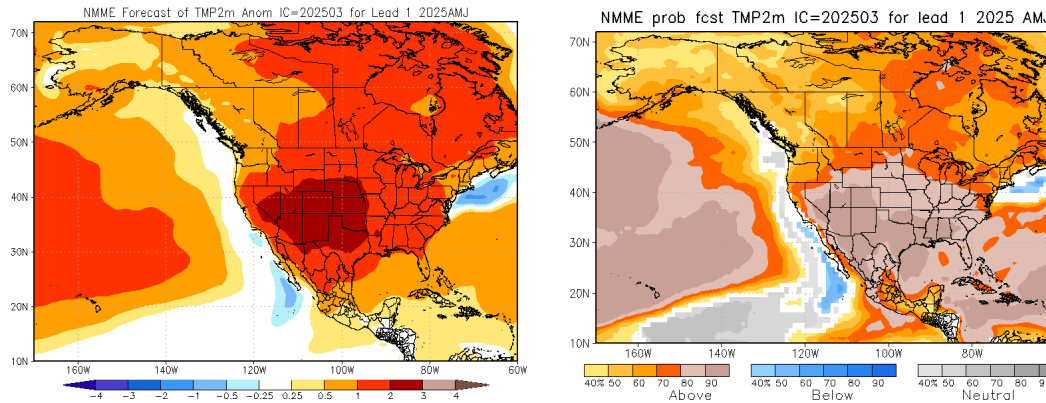 NMME Forecast of TMP2m Anom IC=202503 for Lead 1 2025AMJ
70N
60N
50N
40N
30N
20N
10N
160W 140W 120W 100W 80W 60W
-4 -3 -2 -1 -0.5 -0.25 0.25 0.5 1 2 3 4
NMME prob fcst TMP2m IC=202503 for lead 1 2025 AMJ
70N
60N
50N
40N
30N
20N
10N
160W 140W 120W 100W 80W
40% 50 60 70 80 90
Above
40% 50 60 70 80 90
Below
40% 50 60 70 80 9
Neutral